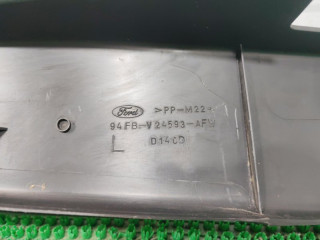 Ford >PP-M22<
94FB-V24593-AFW
L D14CD